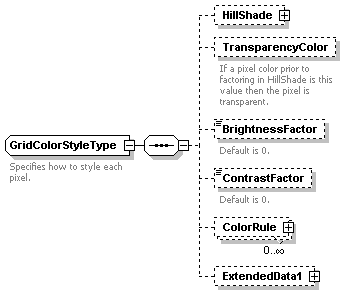 HillShade
TransparencyColor
If a pixel color prior to
factoring in HillShade is this
value then the pixel is
transparent.
BrightnessFactor
Default is 0.
GridColorStyleType
Specifies how to style each
pixel.
ContrastFactor
Default is 0.
ColorRule
0..∞
ExtendedData1